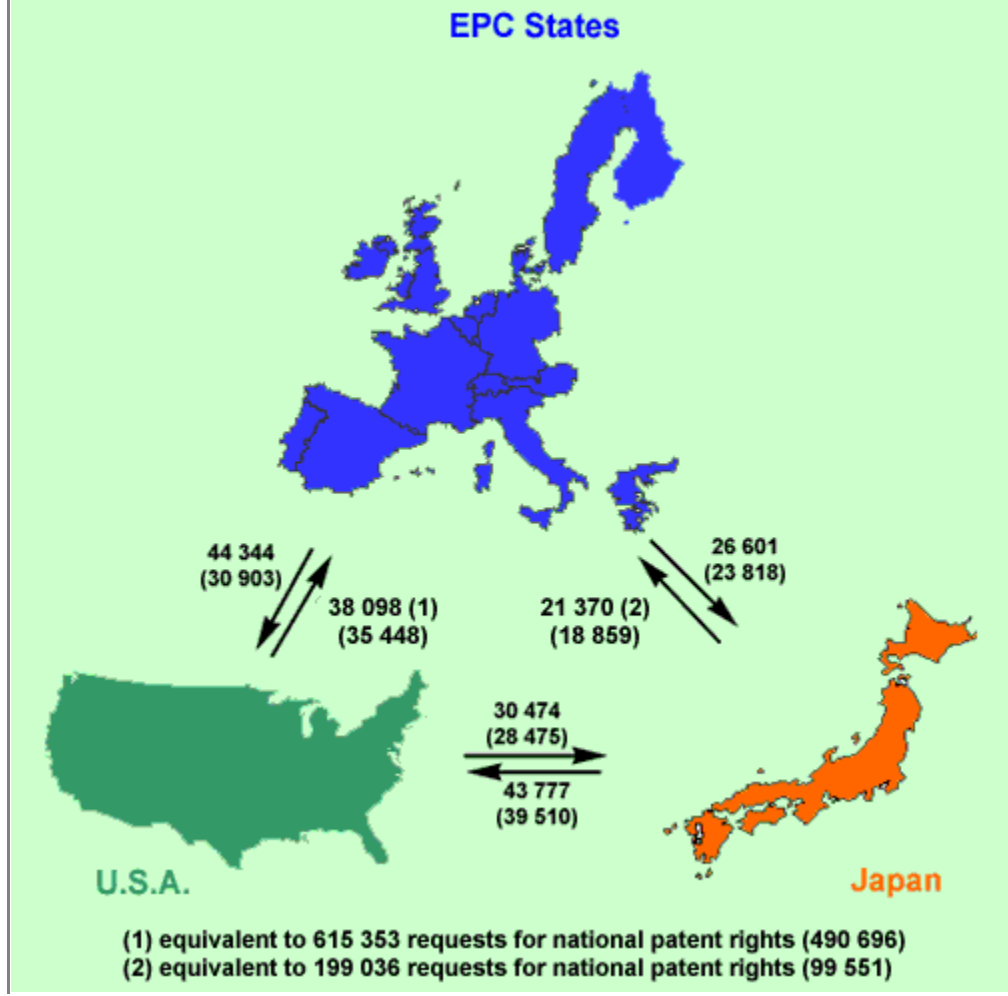 EPC States
44 344
(30 903)
38 098 (1)
(35 448)
21 370 (2)
(18 859)
26 601
(23 818)
30 474
(28 475)
43 777
(39 510)
U.S.A.
Japan
(1) equivalent to 615 353 requests for national patent rights (490 696)
(2) equivalent to 199 036 requests for national patent rights (99 551)